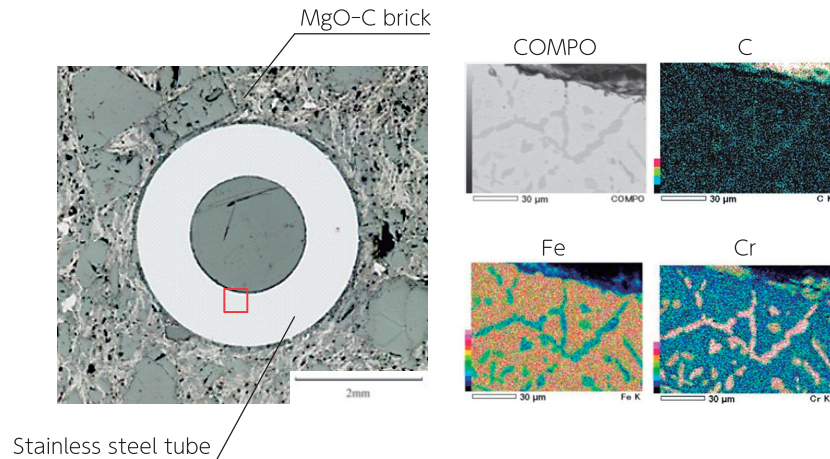 MgO-C brick
2mm
Stainless steel tube
COMPO
C
30 μm
COMPO
30 μm
C K
Fe
Cr
30 μm
Fe K
30 μm
Cr K